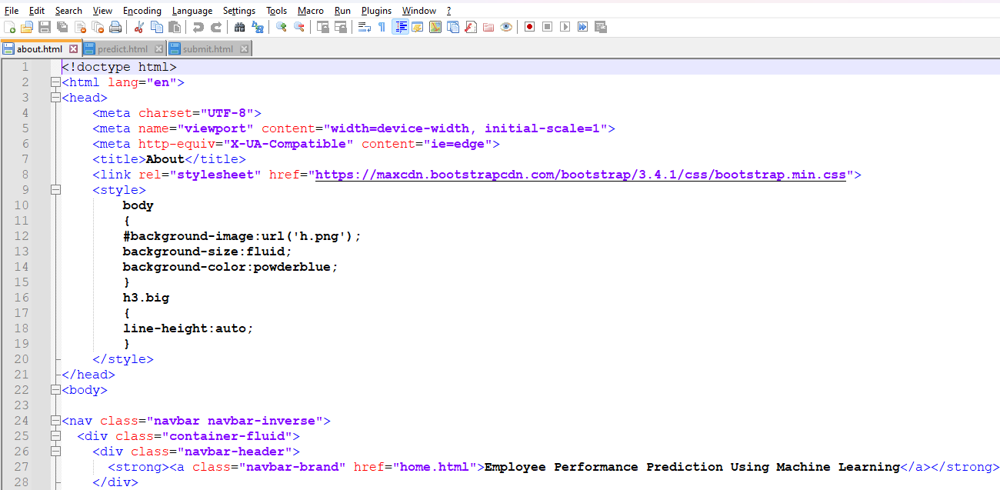 File Edit Search View Encoding Language Settings Tools Macro Run Plugins Window ?
about.html predict.html submit.html
1 <!doctype html>
2 <html lang="en">
3 <head>
4 <meta charset="UTF-8">
5 <meta name="viewport" content="width=device-width, initial-scale=1">
6 <meta http-equiv="X-UA-Compatible" content="ie=edge">
7 <title>About</title>
8 <link rel="stylesheet" href="https://maxcdn.bootstrapcdn.com/bootstrap/3.4.1/css/bootstrap.min.css">
9 <style>
10 body
11 {
12 #background-image:url('h.png');
13 background-size:fluid;
14 background-color:powderblue;
15 }
16 h3.big
17 {
18 line-height:auto;
19 }
20 </style>
21 </head>
22 <body>
23
24 <nav class="navbar navbar-inverse">
25 <div class="container-fluid">
26 <div class="navbar-header">
27 <strong><a class="navbar-brand" href="home.html">Employee Performance Prediction Using Machine Learning</a></strong>
28 </div>